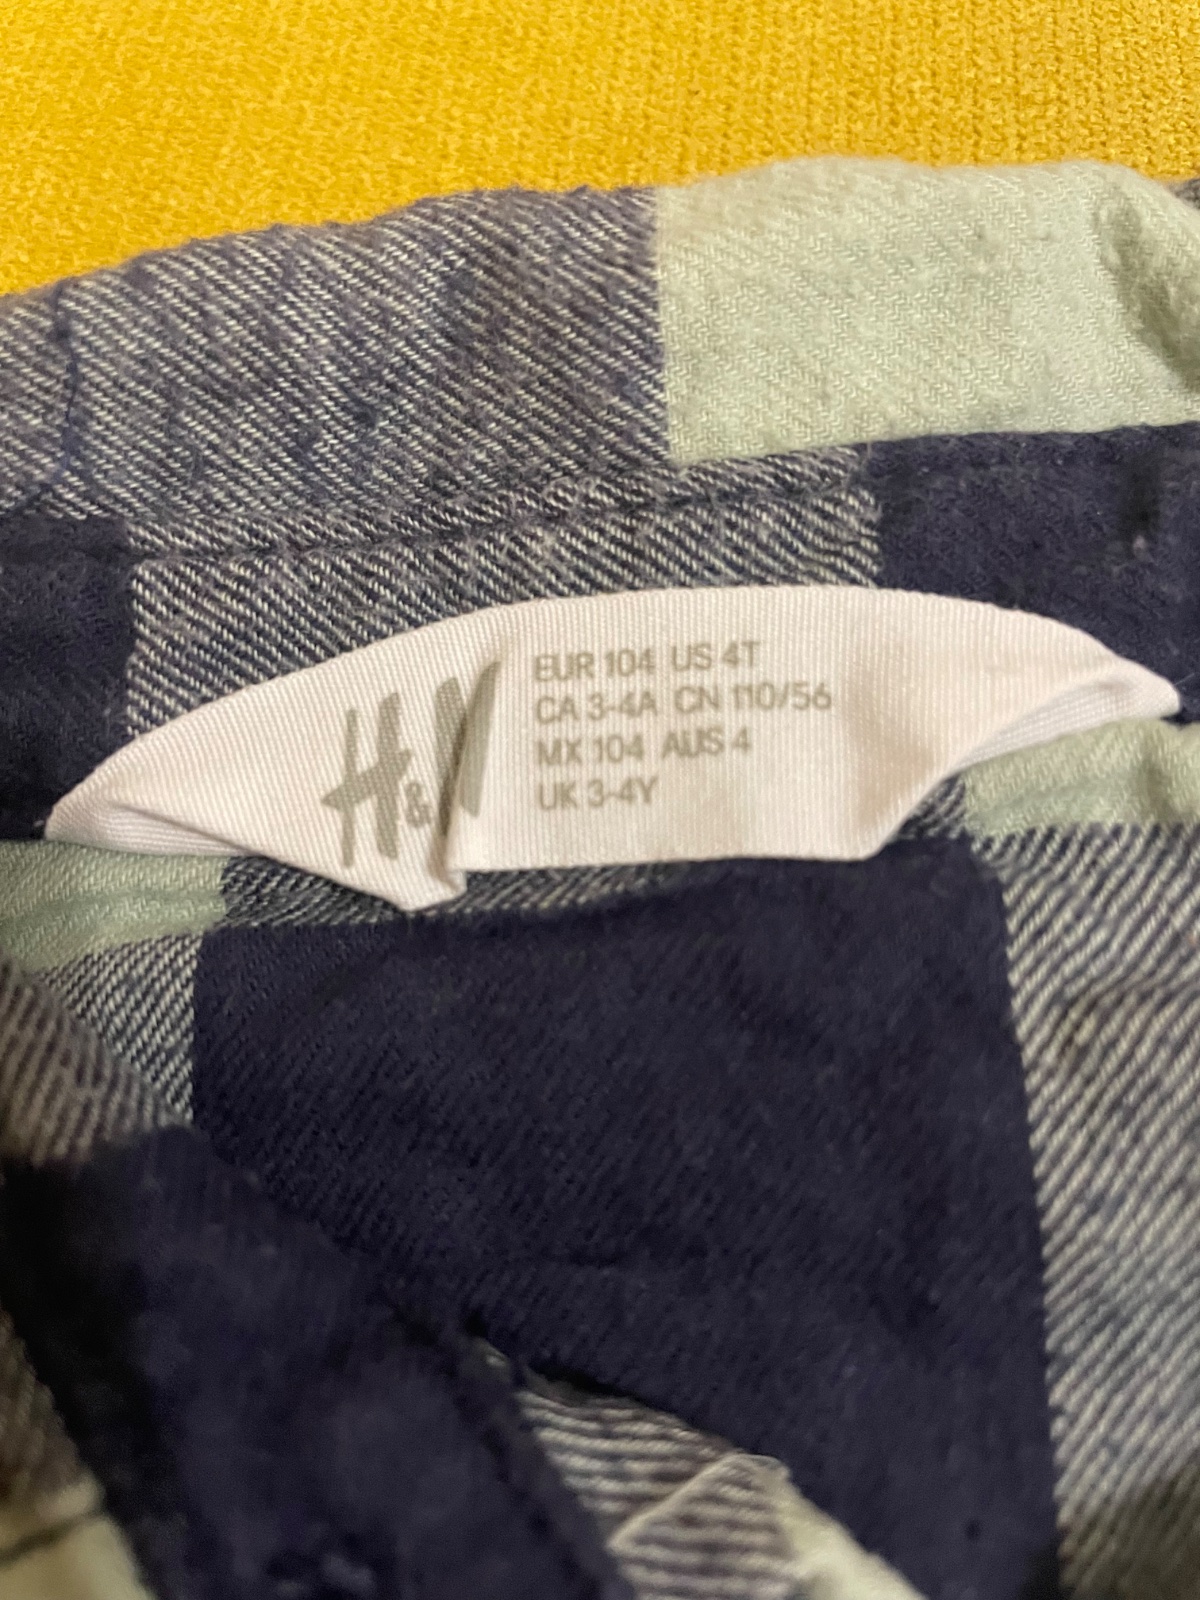 H&M
EUR 104 US 4T
CA 3-4A CN 110/56
MX 104 AUS 4
UK 3-4Y